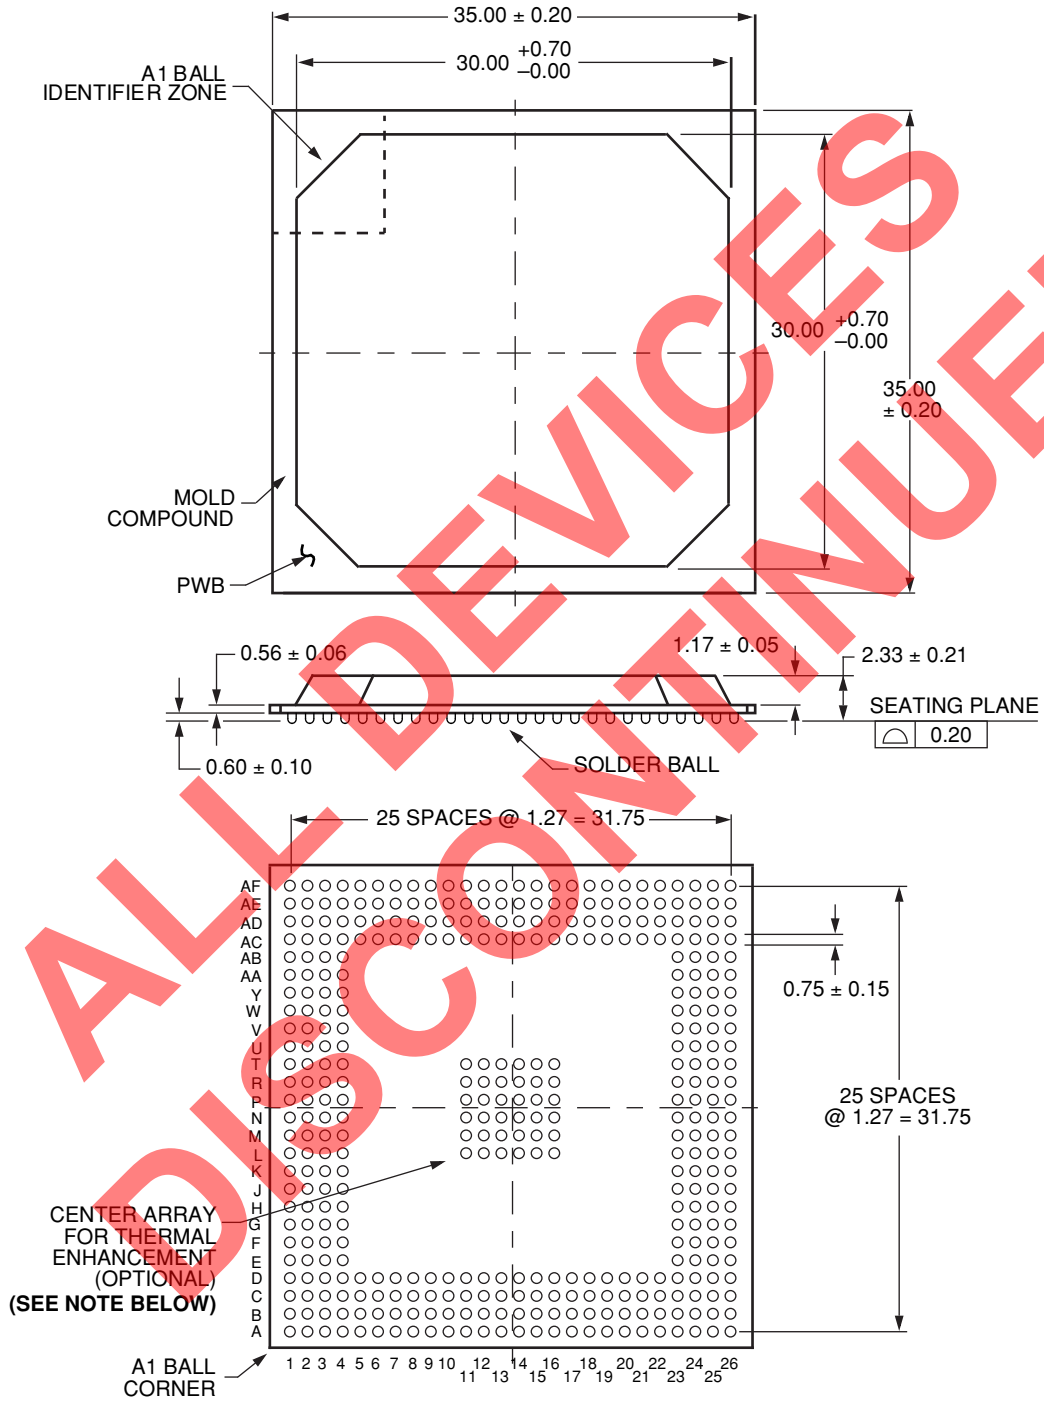 35.00 ± 0.20
30.00 +0.70
–0.00
A1 BALL
IDENTIFIER ZONE
30.00 +0.70
–0.00
35.00
± 0.20
MOLD
COMPOUND
PWB
0.56 ± 0.06
1.17 ± 0.05
2.33 ± 0.21
SEATING PLANE
0.20
0.60 ± 0.10
SOLDER BALL
25 SPACES @ 1.27 = 31.75
AF
AE
AD
AC
AB
AA
Y
W
V
U
T
R
P
N
M
L
K
J
H
G
F
E
D
C
B
A
0.75 ± 0.15
25 SPACES
@ 1.27 = 31.75
CENTER ARRAY
FOR THERMAL
ENHANCEMENT
(OPTIONAL)
(SEE NOTE BELOW)
1 2 3 4 5 6 7 8 9 10 12 14 16 18 20 22 24 26
11 13 15 17 19 21 23 25
A1 BALL
CORNER
ALL DEVICES
DISCONTINUE